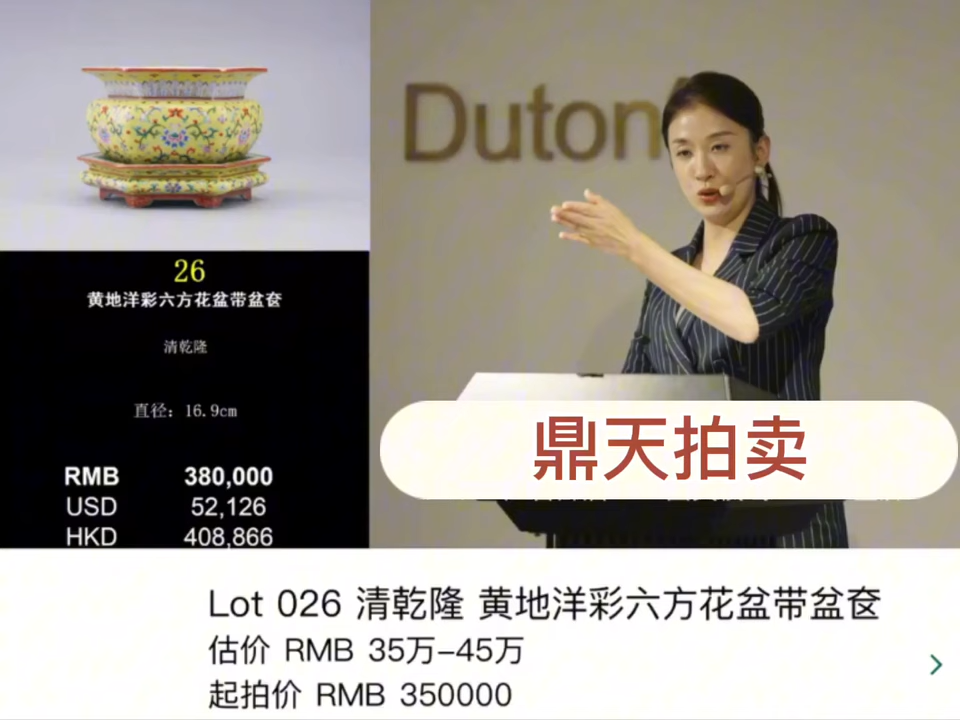 26
黄地洋彩六方花盆带盆奁
清乾隆
直径：16.9cm
RMB 380,000
USD 52,126
HKD 408,866
Duton
鼎天拍卖
Lot 026 清乾隆 黄地洋彩六方花盆带盆奁
估价 RMB 35万-45万
起拍价 RMB 350000